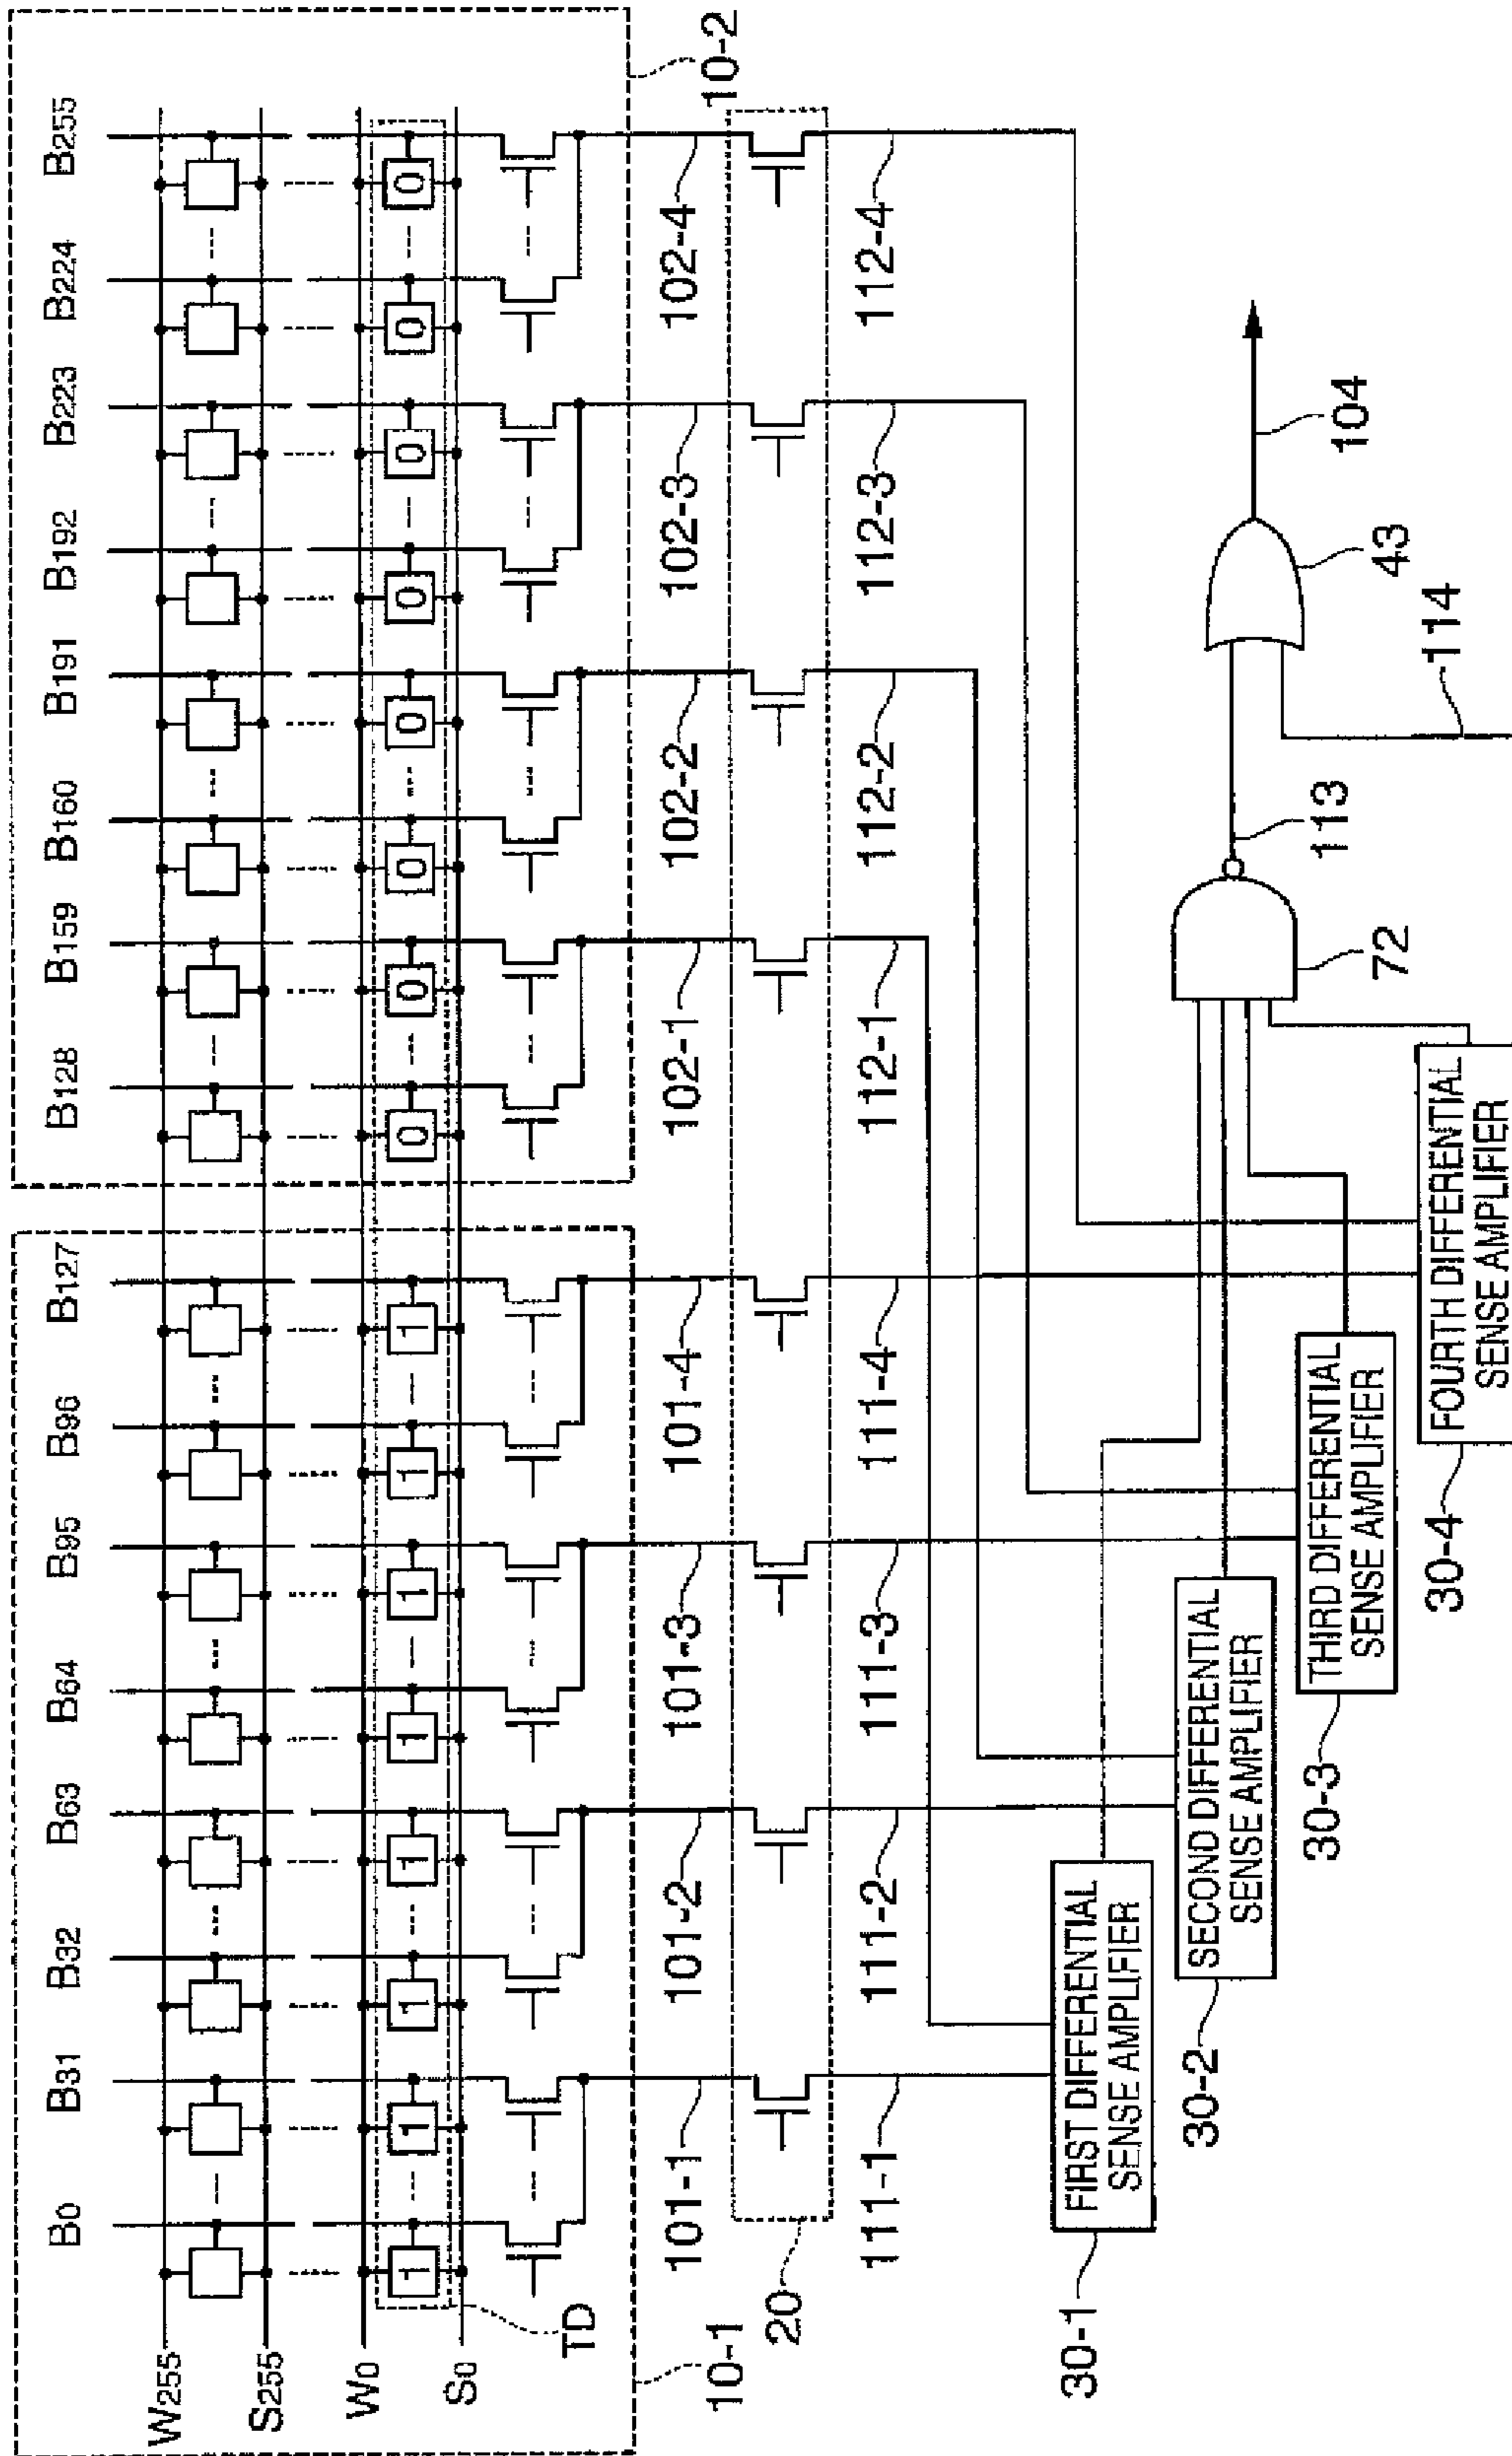 B0 B31 B32 B63 B64 B95 B96 B127 B128 B159 B160 B191 B192 B223 B224 B255
W255
S255
W0
1 1 1 1 1 1 1 1 0 0 0 0 0 0 0 0
S0
TD
10-1
10-2
101-1 101-2 101-3 101-4 102-1 102-2 102-3 102-4
20
111-1 111-2 111-3 111-4 112-1 112-2 112-3 112-4
30-1
FIRST DIFFERENTIAL
SENSE AMPLIFIER
30-2
SECOND DIFFERENTIAL
SENSE AMPLIFIER
30-3
THIRD DIFFERENTIAL
SENSE AMPLIFIER
30-4
FOURTH DIFFERENTIAL
SENSE AMPLIFIER
72
113
43
114
104